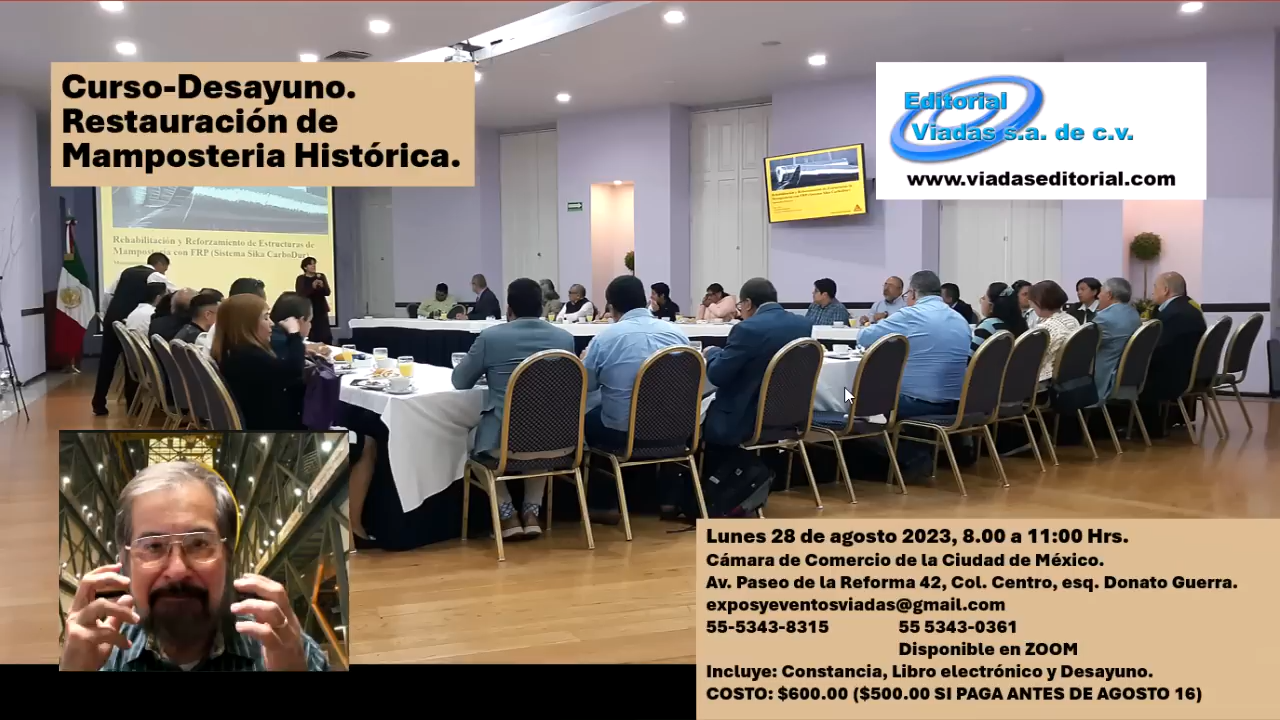 Curso-Desayuno.
Restauración de
Mamposteria Histórica.
Editorial
Viadas s.a. de c.v.
www.viadaseditorial.com
Rehabilitación y Reforzamiento de Estructuras de
Mampostería con FRP (Sistema Sika CarboDur)
Lunes 28 de agosto 2023, 8.00 a 11:00 Hrs.
Cámara de Comercio de la Ciudad de México.
Av. Paseo de la Reforma 42, Col. Centro, esq. Donato Guerra.
exposyeventosviadas@gmail.com
55-5343-8315 55 5343-0361
Disponible en ZOOM
Incluye: Constancia, Libro electrónico y Desayuno.
COSTO: $600.00 ($500.00 SI PAGA ANTES DE AGOSTO 16)